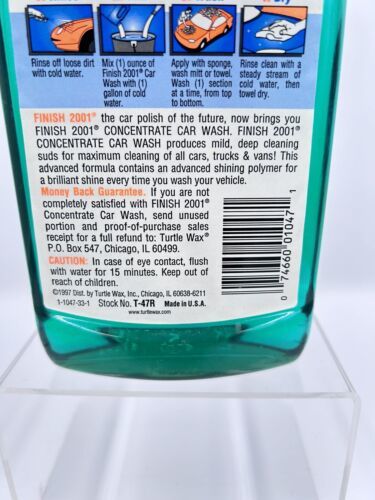 Rinse off loose dirt
with cold water.
Mix (1) ounce of
Finish 2001® Car
Wash with (1)
gallon of cold
water.
Apply with sponge,
wash mitt or towel.
Wash (1) section
at a time, from top
to bottom.
Rinse clean with a
steady stream of
cold water, then
towel dry.
FINISH 2001® the car polish of the future, now brings you
FINISH 2001® CONCENTRATE CAR WASH. FINISH 2001®
CONCENTRATE CAR WASH produces mild, deep cleaning
suds for maximum cleaning of all cars, trucks & vans! This
advanced formula contains an advanced shining polymer for
a brilliant shine every time you wash your vehicle.
Money Back Guarantee. If you are not
completely satisfied with FINISH 2001®
Concentrate Car Wash, send unused
portion and proof-of-purchase sales
receipt for a full refund to: Turtle Wax®
P.O. Box 547, Chicago, IL 60499.
CAUTION: In case of eye contact, flush
with water for 15 minutes. Keep out of
reach of children.
©1997 Dist. by Turtle Wax, Inc., Chicago, IL 60638-6211
1-1047-33-1 Stock No. T-47R Made in U.S.A.
www.turtlewax.com
0 74660 01047 1